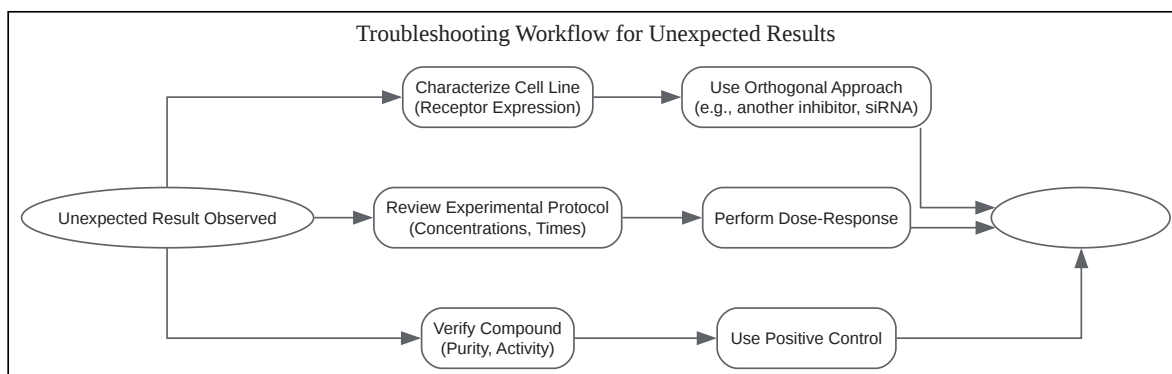 Troubleshooting Workflow for Unexpected Results
Characterize Cell Line
(Receptor Expression)
Use Orthogonal Approach
(e.g., another inhibitor, siRNA)
Unexpected Result Observed
Review Experimental Protocol
(Concentrations, Times)
Perform Dose-Response
Verify Compound
(Purity, Activity)
Use Positive Control